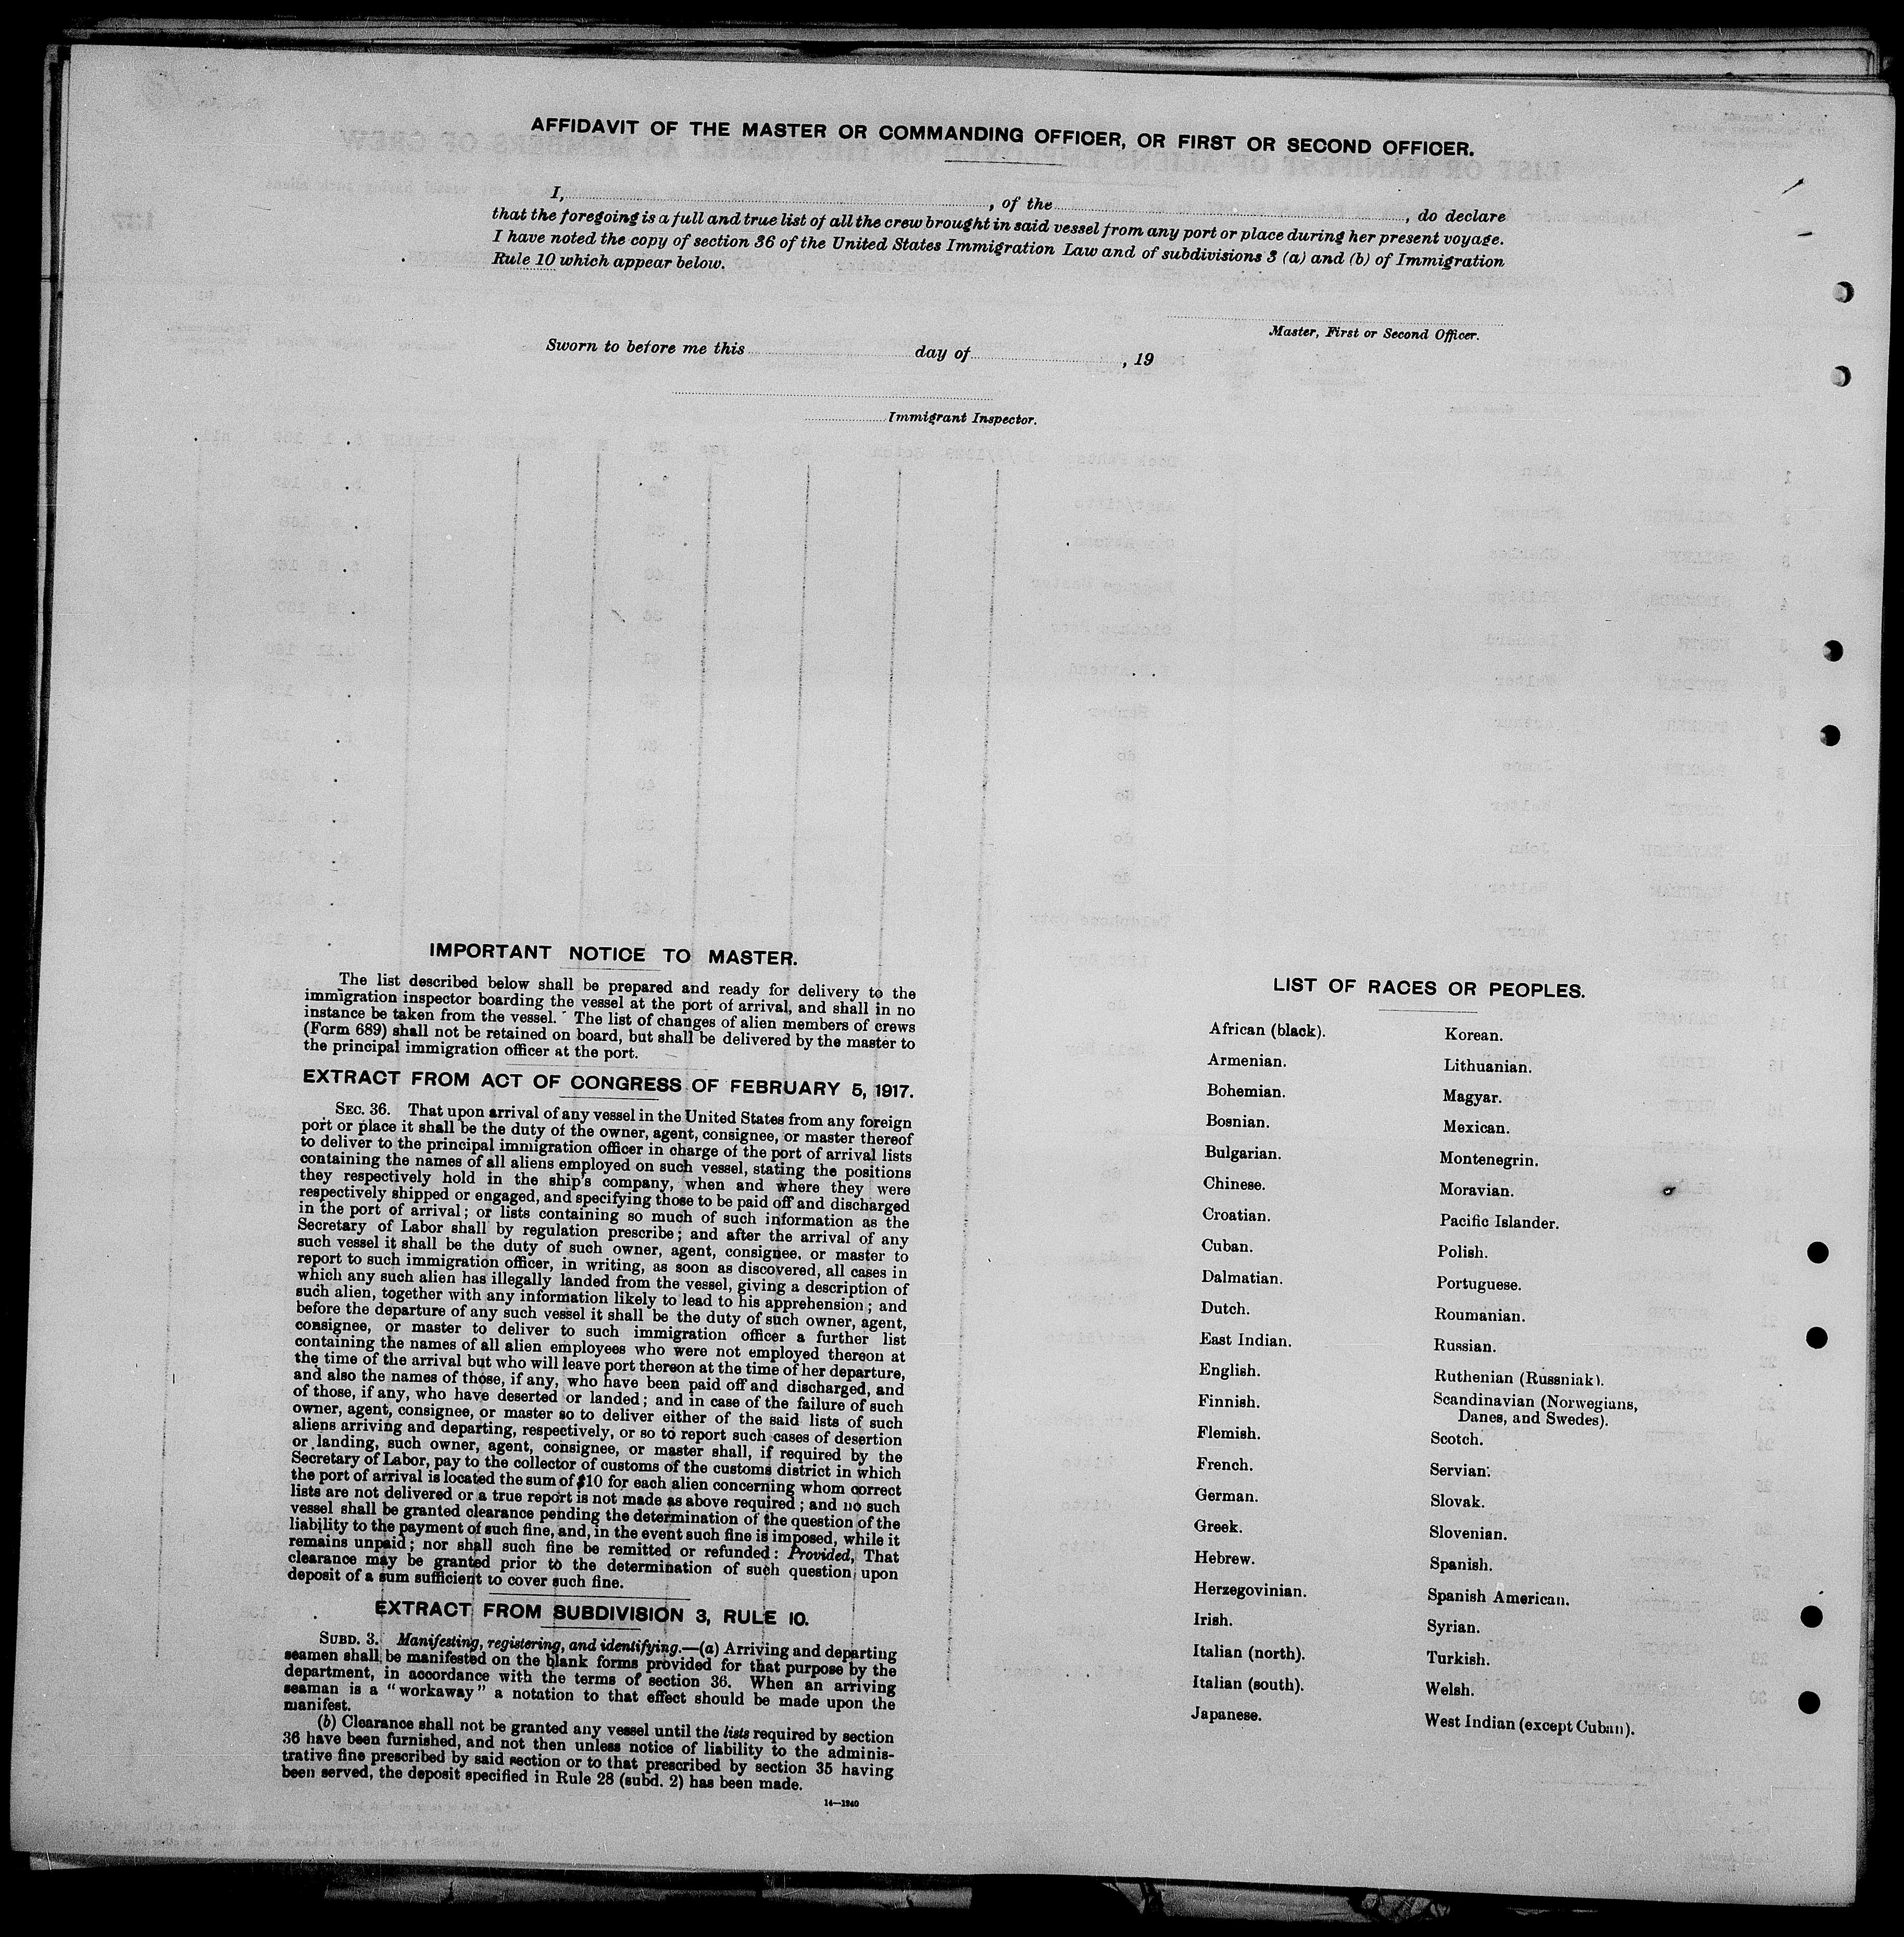 AFFIDAVIT OF THE MASTER OR COMMANDING OFFICER, OR FIRST OR SECOND OFFICER.
I, , of the , do declare
that the foregoing is a full and true list of all the crew brought in said vessel from any port or place during her present voyage.
I have noted the copy of section 36 of the United States Immigration Law and of subdivisions 3 (a) and (b) of Immigration
Rule 10 which appear below.
Master, First or Second Officer.
Sworn to before me this day of , 19
Immigrant Inspector.
IMPORTANT NOTICE TO MASTER.
The list described below shall be prepared and ready for delivery to the
immigration inspector boarding the vessel at the port of arrival, and shall in no
instance be taken from the vessel. The list of changes of alien members of crews
(Form 689) shall not be retained on board, but shall be delivered by the master to
the principal immigration officer at the port.
EXTRACT FROM ACT OF CONGRESS OF FEBRUARY 5, 1917.
SEC. 36. That upon arrival of any vessel in the United States from any foreign
port or place it shall be the duty of the owner, agent, consignee, or master thereof
to deliver to the principal immigration officer in charge of the port of arrival lists
containing the names of all aliens employed on such vessel, stating the positions
they respectively hold in the ship's company, when and where they were
respectively shipped or engaged, and specifying those to be paid off and discharged
in the port of arrival; or lists containing so much of such information as the
Secretary of Labor shall by regulation prescribe; and after the arrival of any
such vessel it shall be the duty of such owner, agent, consignee, or master to
report to such immigration officer, in writing, as soon as discovered, all cases in
which any such alien has illegally landed from the vessel, giving a description of
such alien, together with any information likely to lead to his apprehension; and
before the departure of any such vessel it shall be the duty of such owner, agent,
consignee, or master to deliver to such immigration officer a further list
containing the names of all alien employees who were not employed thereon at
the time of the arrival but who will leave port thereon at the time of her departure,
and also the names of those, if any, who have been paid off and discharged, and
of those, if any, who have deserted or landed; and in case of the failure of such
owner, agent, consignee, or master so to deliver either of the said lists of such
aliens arriving and departing, respectively, or so to report such cases of desertion
or landing, such owner, agent, consignee, or master shall, if required by the
Secretary of Labor, pay to the collector of customs of the customs district in which
the port of arrival is located the sum of $10 for each alien concerning whom correct
lists are not delivered or a true report is not made as above required; and no such
vessel shall be granted clearance pending the determination of the question of the
liability to the payment of such fine, and, in the event such fine is imposed, while it
remains unpaid; nor shall such fine be remitted or refunded: Provided, That
clearance may be granted prior to the determination of such question upon
deposit of a sum sufficient to cover such fine.
EXTRACT FROM SUBDIVISION 3, RULE 10.
SUBD. 3. Manifesting, registering, and identifying.—(a) Arriving and departing
seamen shall be manifested on the blank forms provided for that purpose by the
department, in accordance with the terms of section 36. When an arriving
seaman is a "workaway" a notation to that effect should be made upon the
manifest.
(b) Clearance shall not be granted any vessel until the lists required by section
36 have been furnished, and not then unless notice of liability to the adminis-
trative fine prescribed by said section or to that prescribed by section 35 having
been served, the deposit specified in Rule 28 (subd. 2) has been made.
14—1240
LIST OF RACES OR PEOPLES.
African (black).
Armenian.
Bohemian.
Bosnian.
Bulgarian.
Chinese.
Croatian.
Cuban.
Dalmatian.
Dutch.
East Indian.
English.
Finnish.
Flemish.
French.
German.
Greek.
Hebrew.
Herzegovinian.
Irish.
Italian (north).
Italian (south).
Japanese.
Korean.
Lithuanian.
Magyar.
Mexican.
Montenegrin.
Moravian.
Pacific Islander.
Polish.
Portuguese.
Roumanian.
Russian.
Ruthenian (Russniak).
Scandinavian (Norwegians,
Danes, and Swedes).
Scotch.
Servian.
Slovak.
Slovenian.
Spanish.
Spanish American.
Syrian.
Turkish.
Welsh.
West Indian (except Cuban).